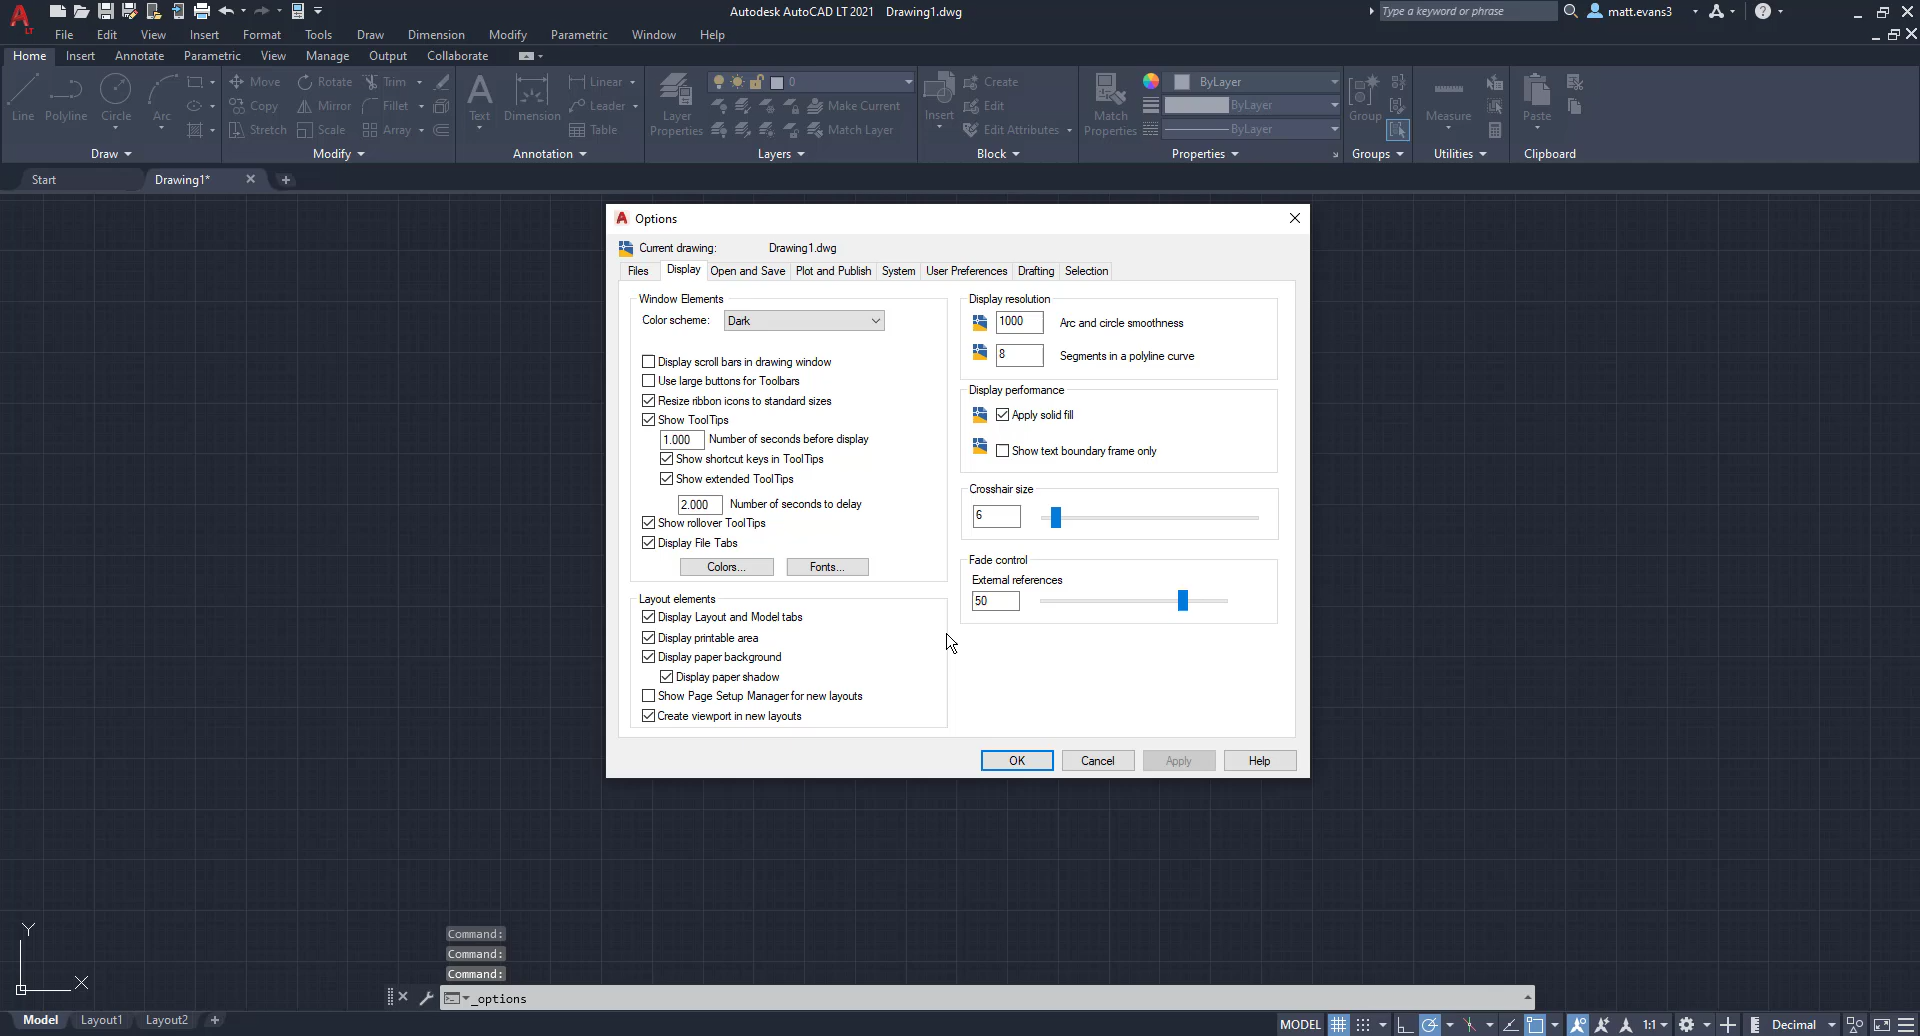 Autodesk AutoCAD LT 2021 Drawing1.dwg
Type a keyword or phrase
matt.evans3
LT
File Edit View Insert Format Tools Draw Dimension Modify Parametric Window Help
Home Insert Annotate Parametric View Manage Output Collaborate
Move Rotate Trim Linear 0 Create ByLayer
Copy Mirror Fillet Leader Make Current Edit ByLayer
Line Polyline Circle Arc Text Dimension Layer Properties Insert Match Properties Group Measure Paste
Stretch Scale Array Table Match Layer Edit Attributes ByLayer
Draw Modify Annotation Layers Block Properties Groups Utilities Clipboard
Start Drawing1*
Options
Current drawing: Drawing1.dwg
Files Display Open and Save Plot and Publish System User Preferences Drafting Selection
Window Elements
Color scheme: Dark
Display scroll bars in drawing window
Use large buttons for Toolbars
Resize ribbon icons to standard sizes
Show ToolTips
1.000 Number of seconds before display
Show shortcut keys in ToolTips
Show extended ToolTips
2.000 Number of seconds to delay
Show rollover ToolTips
Display File Tabs
Colors... Fonts...
Layout elements
Display Layout and Model tabs
Display printable area
Display paper background
Display paper shadow
Show Page Setup Manager for new layouts
Create viewport in new layouts
Display resolution
1000 Arc and circle smoothness
8 Segments in a polyline curve
Display performance
Apply solid fill
Show text boundary frame only
Crosshair size
6
Fade control
External references
50
OK Cancel Apply Help
Y
X
Command:
Command:
Command:
_options
Model Layout1 Layout2
MODEL 1:1 Decimal